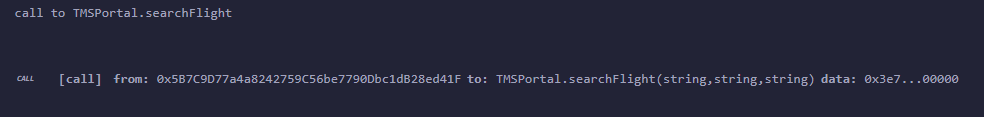 call to TMSPortal.searchFlight
CALL [call] from: 0x5B7C9D77a4a8242759C56be7790Dbc1dB28ed41F to: TMSPortal.searchFlight(string,string,string) data: 0x3e7...00000